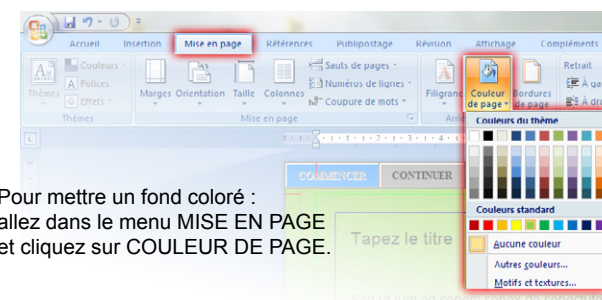 Accueil Insertion Mise en page Références Publipostage Révision Affichage Compléments
Thèmes
Couleurs
Polices
Effets
Thèmes
Marges Orientation Taille Colonnes
Sauts de pages
Numéros de lignes
Coupure de mots
Mise en page
Filigrane
Couleur de page
Bordures de page
Retrait
Couleurs du thème
Couleurs standard
Aucune couleur
Autres couleurs...
Motifs et textures...
COMMENCER CONTINUER
Pour mettre un fond coloré :
allez dans le menu MISE EN PAGE
et cliquez sur COULEUR DE PAGE.
Tapez le titre